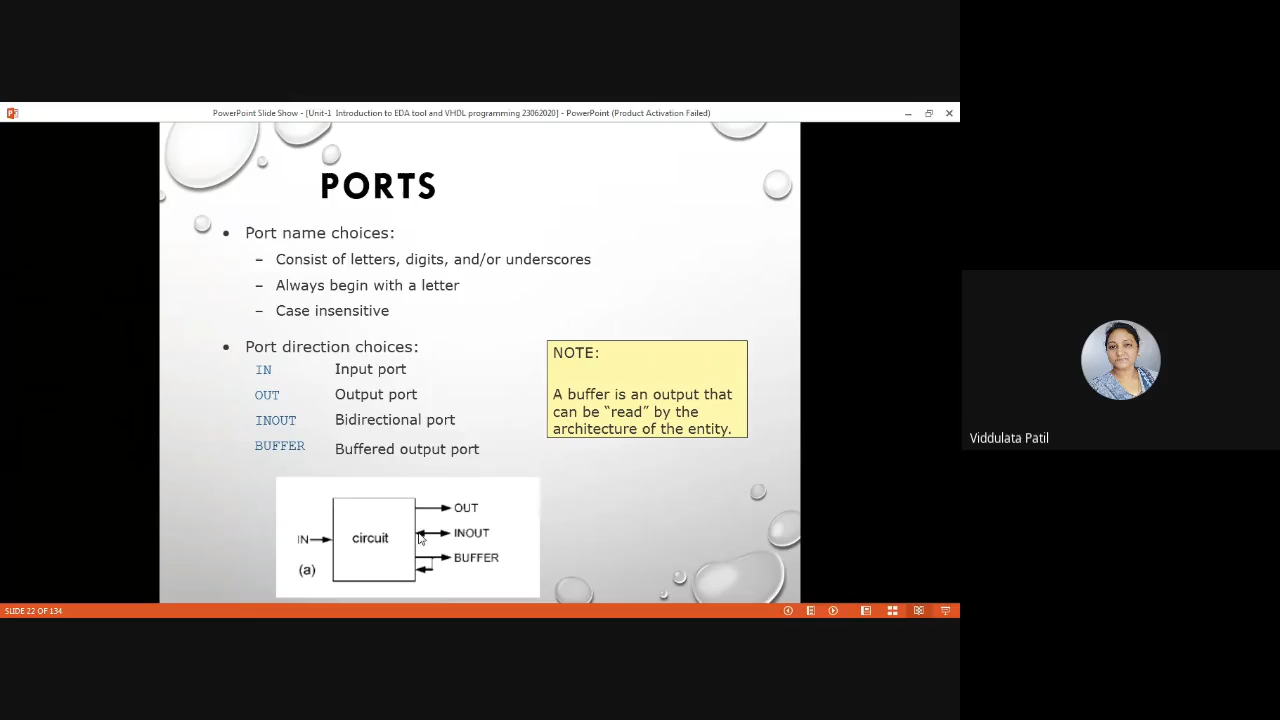 PowerPoint Slide Show - [Unit-1 Introduction to EDA tool and VHDL programming 23062020] - PowerPoint (Product Activation Failed)
PORTS
• Port name choices:
– Consist of letters, digits, and/or underscores
– Always begin with a letter
– Case insensitive
• Port direction choices:
IN Input port
OUT Output port
INOUT Bidirectional port
BUFFER Buffered output port
NOTE:
A buffer is an output that
can be “read” by the
architecture of the entity.
OUT
INOUT
IN circuit
BUFFER
(a)
SLIDE 22 OF 134
Viddulata Patil